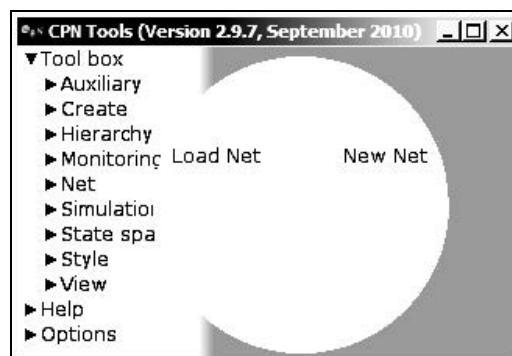 CPN Tools (Version 2.9.7, September 2010)
Tool box
Auxiliary
Create
Hierarchy
Monitoring Load Net New Net
Net
Simulation
State spa
Style
View
Help
Options